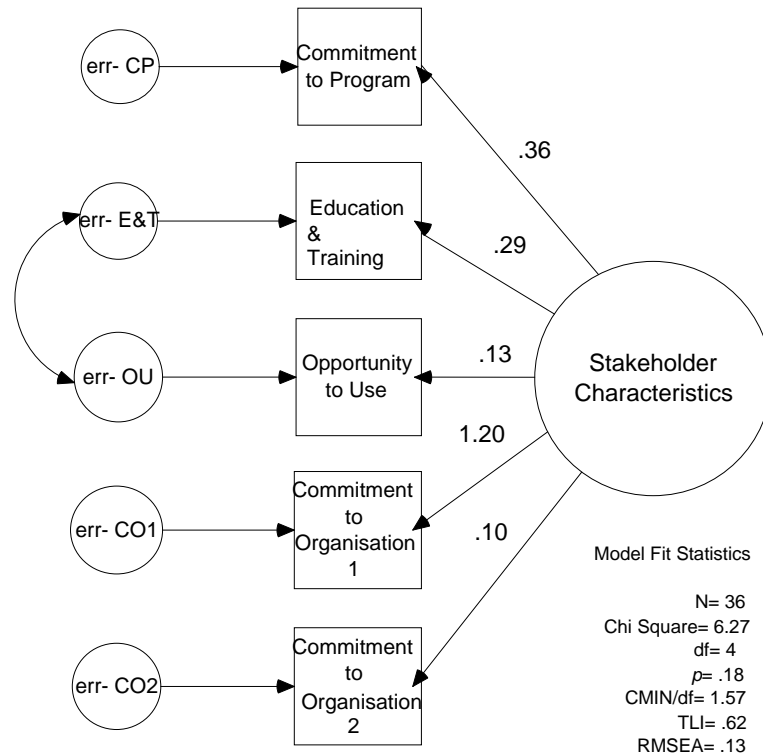 err- CP
Commitment
to Program
.36
err- E&T
Education
&
Training
.29
err- OU
Opportunity
to Use
.13
Stakeholder
Characteristics
1.20
err- CO1
Commitment
to
Organisation
1
.10
err- CO2
Commitment
to
Organisation
2
Model Fit Statistics
N= 36
Chi Square= 6.27
df= 4
p= .18
CMIN/df= 1.57
TLI= .62
RMSEA= .13